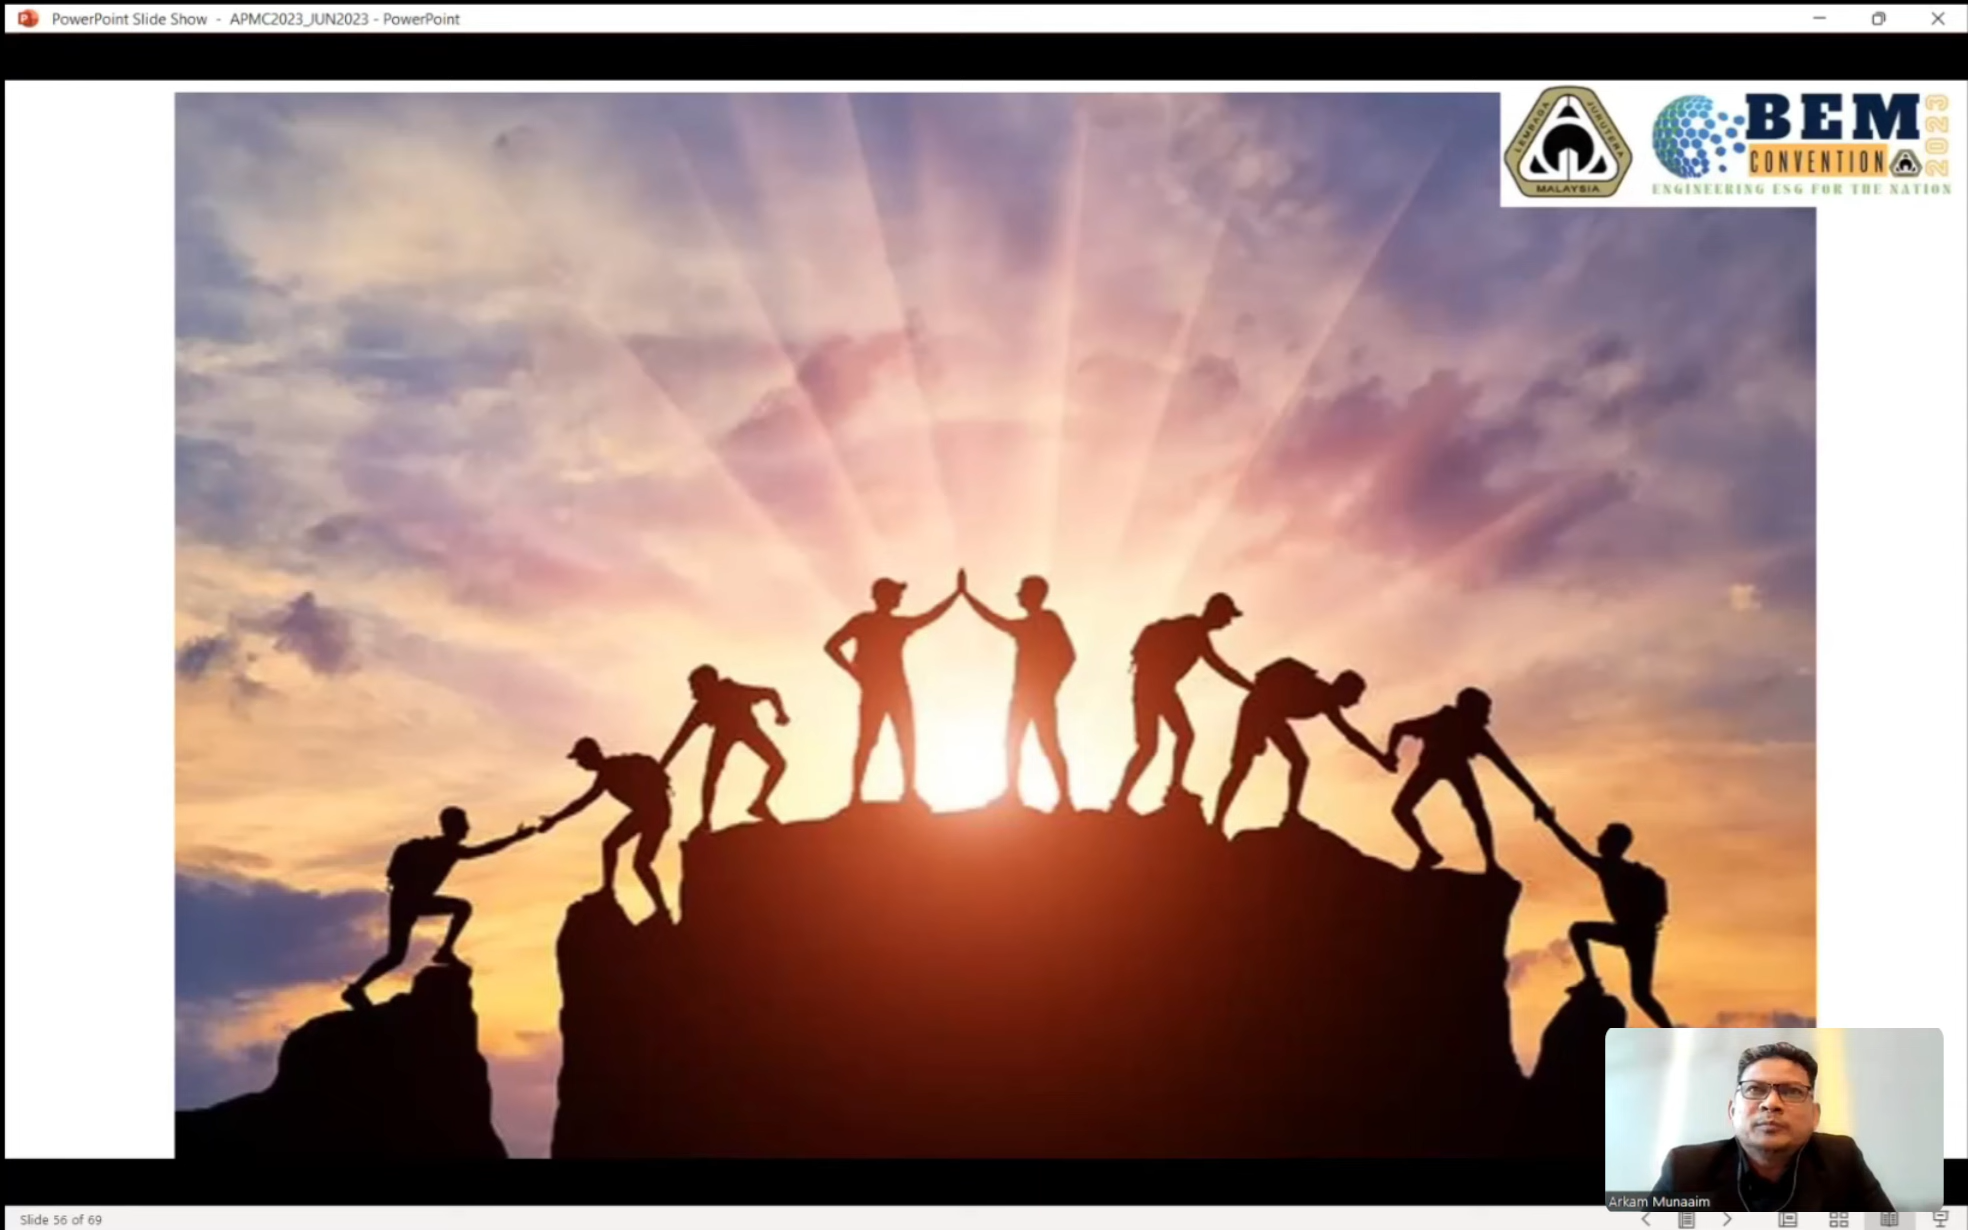 PowerPoint Slide Show - APMC2023_JUN2023 - PowerPoint
LEMBAGA JURUTERA
MALAYSIA
BEM
2023
CONVENTION
ENGINEERING ESG FOR THE NATION
Arkam Munaaim
Slide 56 of 69